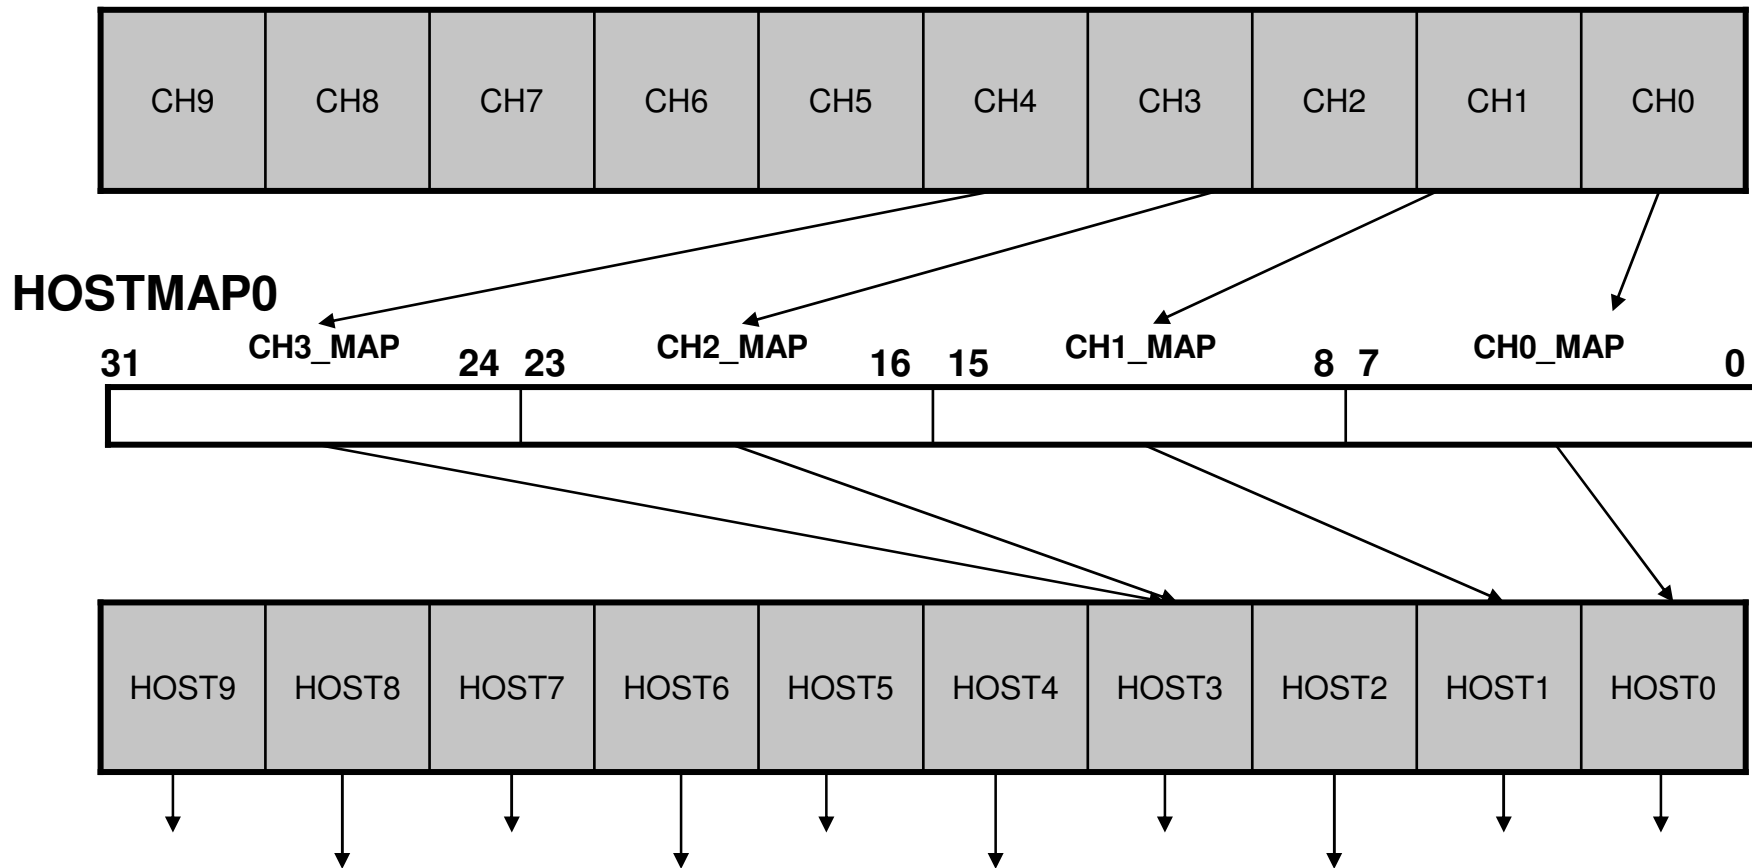 CH9 CH8 CH7 CH6 CH5 CH4 CH3 CH2 CH1 CH0
HOSTMAP0
CH3_MAP CH2_MAP CH1_MAP CH0_MAP
31 24 23 16 15 8 7 0
HOST9 HOST8 HOST7 HOST6 HOST5 HOST4 HOST3 HOST2 HOST1 HOST0